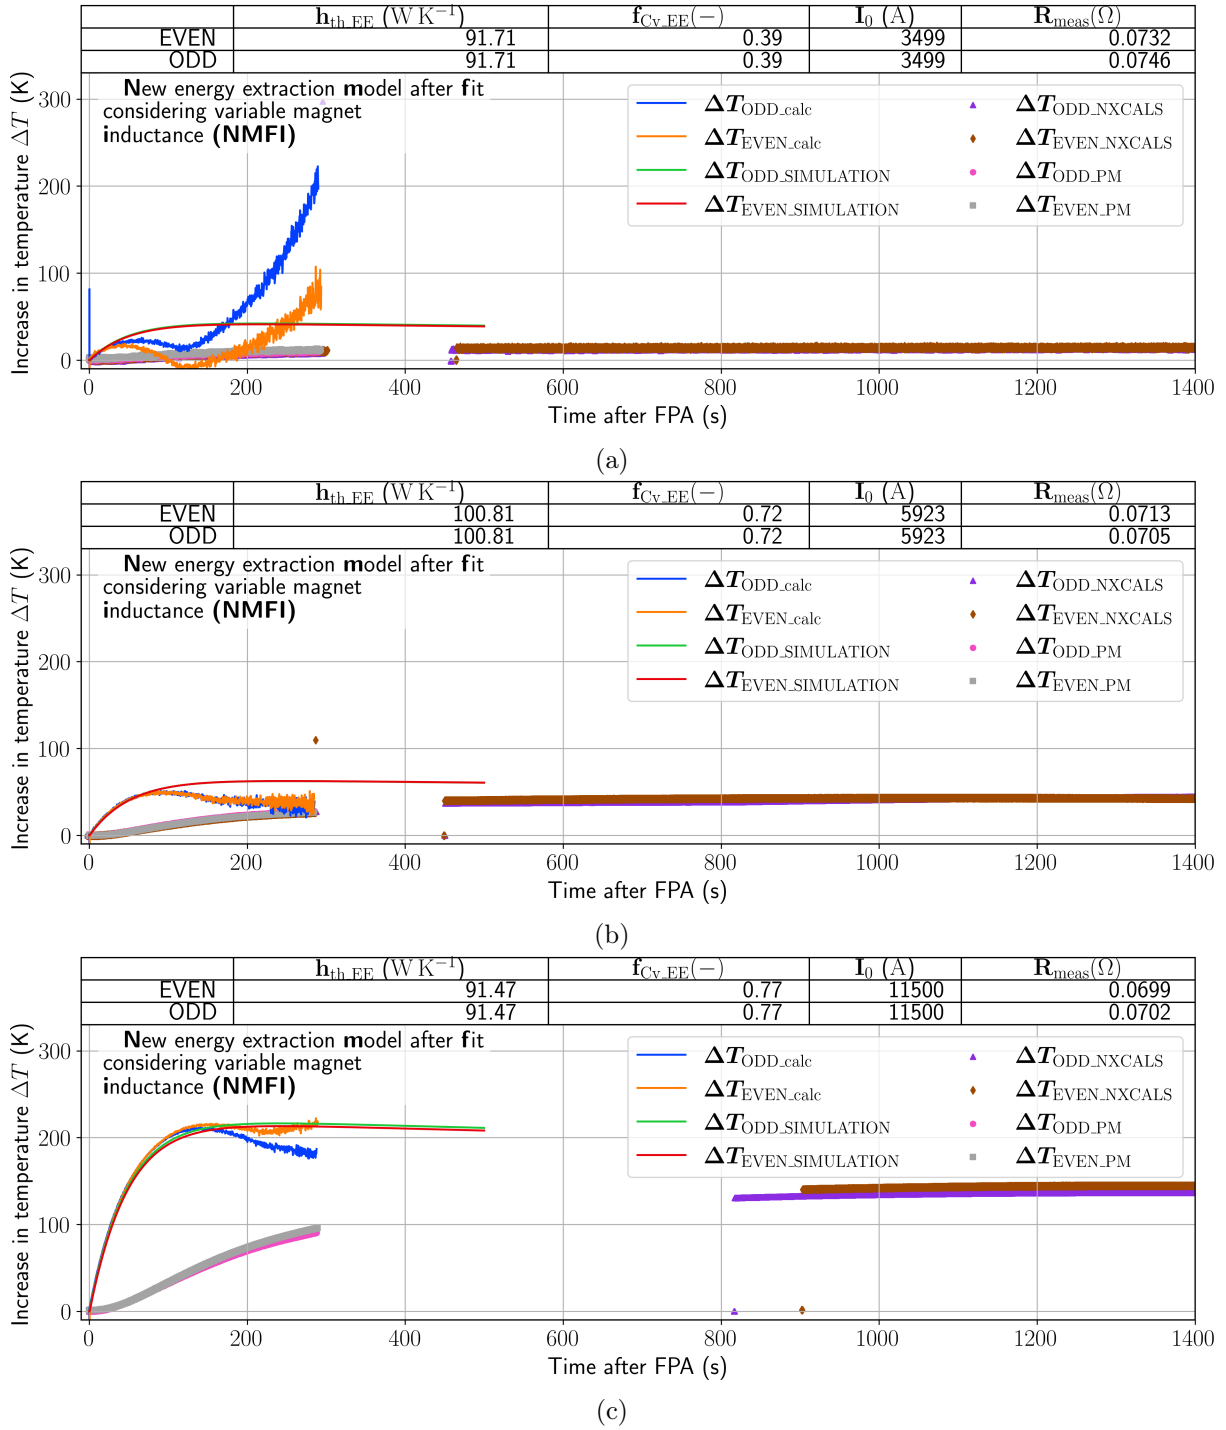 h_th_EE (W K⁻¹) f_Cv_EE(−) I₀ (A) R_meas(Ω)
EVEN 91.71 0.39 3499 0.0732
ODD 91.71 0.39 3499 0.0746
New energy extraction model after fit
considering variable magnet
inductance (NMFI)
ΔT_ODD_calc
ΔT_EVEN_calc
ΔT_ODD_SIMULATION
ΔT_EVEN_SIMULATION
ΔT_ODD_NXCALS
ΔT_EVEN_NXCALS
ΔT_ODD_PM
ΔT_EVEN_PM
Increase in temperature ΔT (K)
300
200
100
0
0 200 400 600 800 1000 1200 1400
Time after FPA (s)
(a)
h_th_EE (W K⁻¹) f_Cv_EE(−) I₀ (A) R_meas(Ω)
EVEN 100.81 0.72 5923 0.0713
ODD 100.81 0.72 5923 0.0705
New energy extraction model after fit
considering variable magnet
inductance (NMFI)
ΔT_ODD_calc
ΔT_EVEN_calc
ΔT_ODD_SIMULATION
ΔT_EVEN_SIMULATION
ΔT_ODD_NXCALS
ΔT_EVEN_NXCALS
ΔT_ODD_PM
ΔT_EVEN_PM
Increase in temperature ΔT (K)
300
200
100
0
0 200 400 600 800 1000 1200 1400
Time after FPA (s)
(b)
h_th_EE (W K⁻¹) f_Cv_EE(−) I₀ (A) R_meas(Ω)
EVEN 91.47 0.77 11500 0.0699
ODD 91.47 0.77 11500 0.0702
New energy extraction model after fit
considering variable magnet
inductance (NMFI)
ΔT_ODD_calc
ΔT_EVEN_calc
ΔT_ODD_SIMULATION
ΔT_EVEN_SIMULATION
ΔT_ODD_NXCALS
ΔT_EVEN_NXCALS
ΔT_ODD_PM
ΔT_EVEN_PM
Increase in temperature ΔT (K)
300
200
100
0
0 200 400 600 800 1000 1200 1400
Time after FPA (s)
(c)